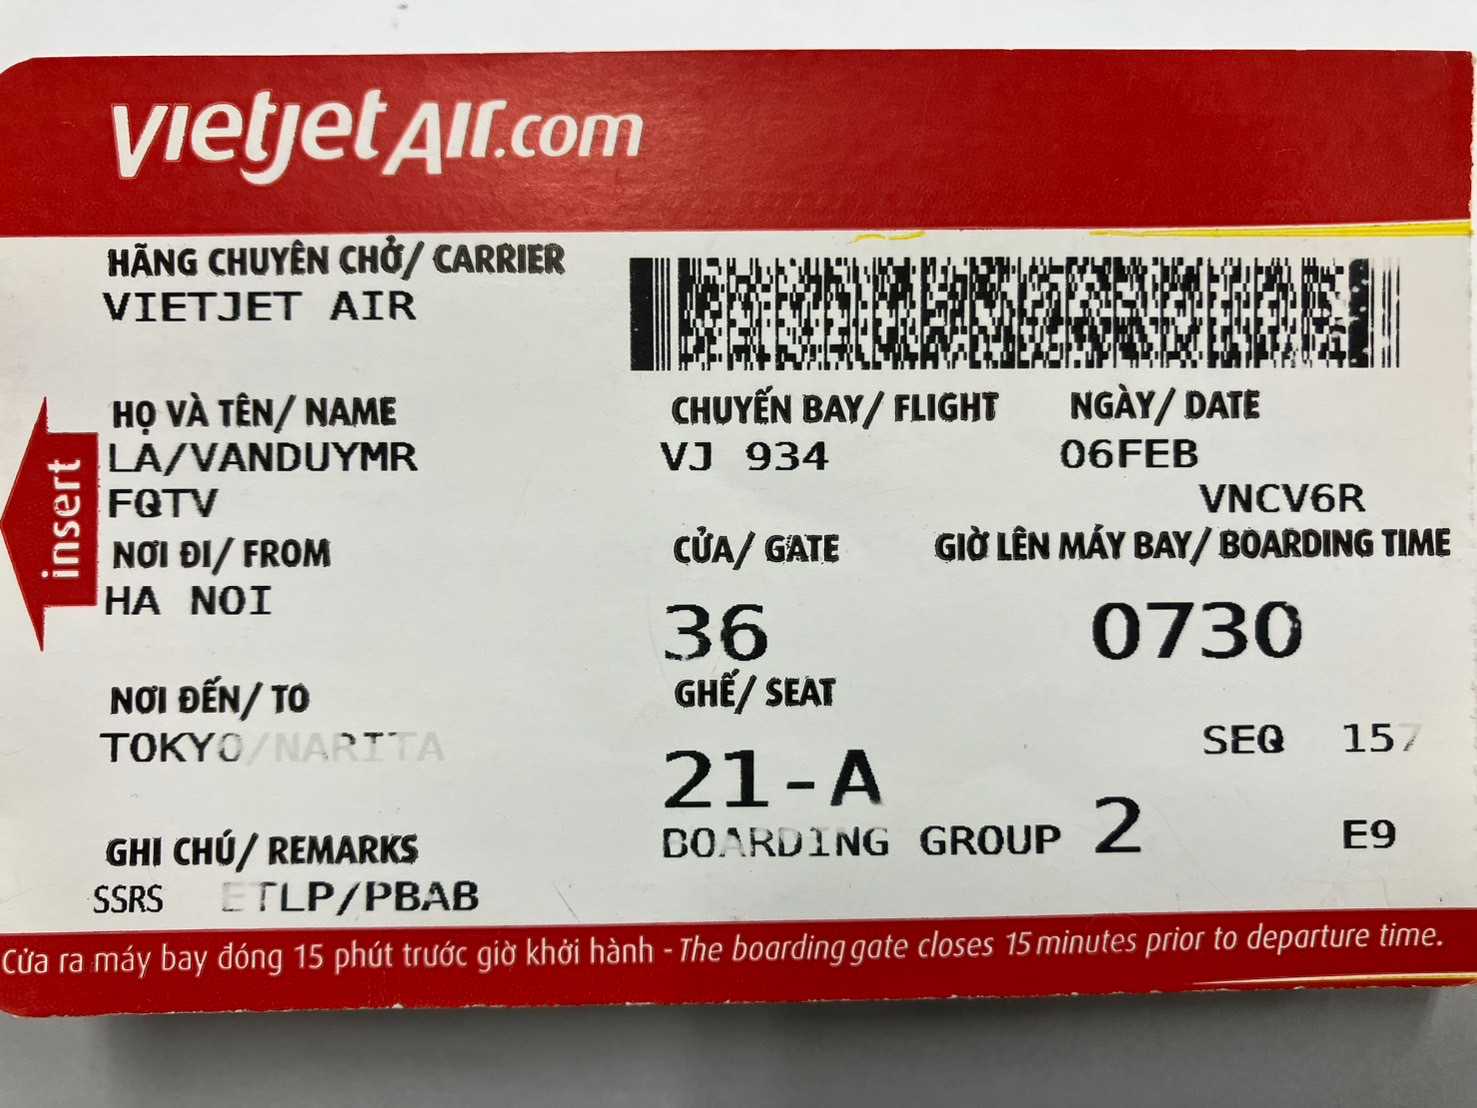 vietjetAir.com
HÃNG CHUYÊN CHỞ/ CARRIER
VIETJET AIR
HỌ VÀ TÊN/ NAME
LA/VANDUYMR
FQTV
CHUYẾN BAY/ FLIGHT
VJ 934
NGÀY/ DATE
06FEB
VNCV6R
insert
NƠI ĐI/ FROM
HA NOI
CỬA/ GATE
36
GIỜ LÊN MÁY BAY/ BOARDING TIME
0730
NƠI ĐẾN/ TO
TOKYO/NARITA
GHẾ/ SEAT
21-A
SEQ 157
BOARDING GROUP 2
E9
GHI CHÚ/ REMARKS
SSRS ETLP/PBAB
Cửa ra máy bay đóng 15 phút trước giờ khởi hành - The boarding gate closes 15 minutes prior to departure time.